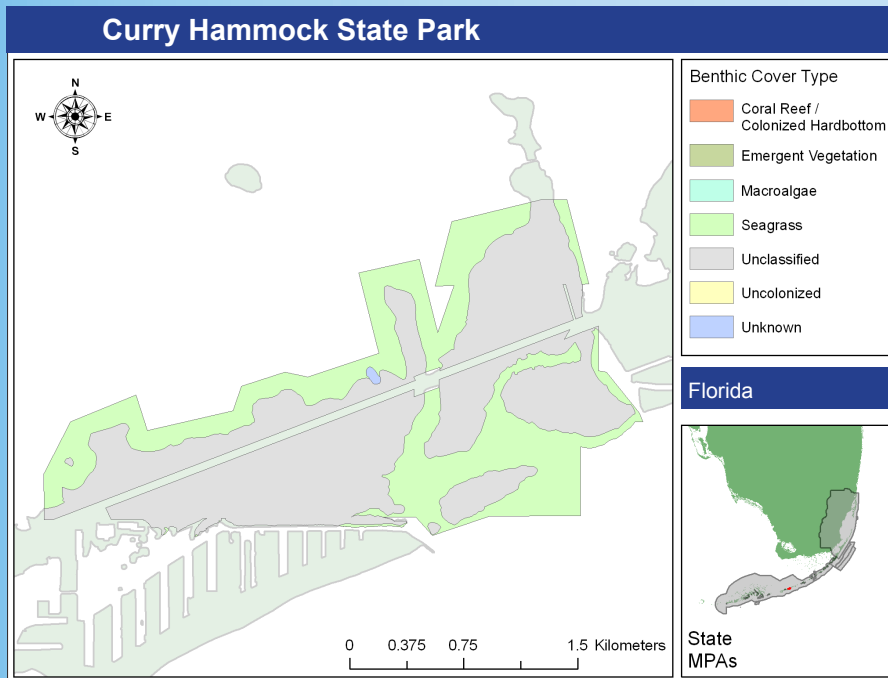 Curry Hammock State Park
N
W
E
S
Benthic Cover Type
Coral Reef /
Colonized Hardbottom
Emergent Vegetation
Macroalgae
Seagrass
Unclassified
Uncolonized
Unknown
Florida
State
MPAs
0 0.375 0.75 1.5 Kilometers